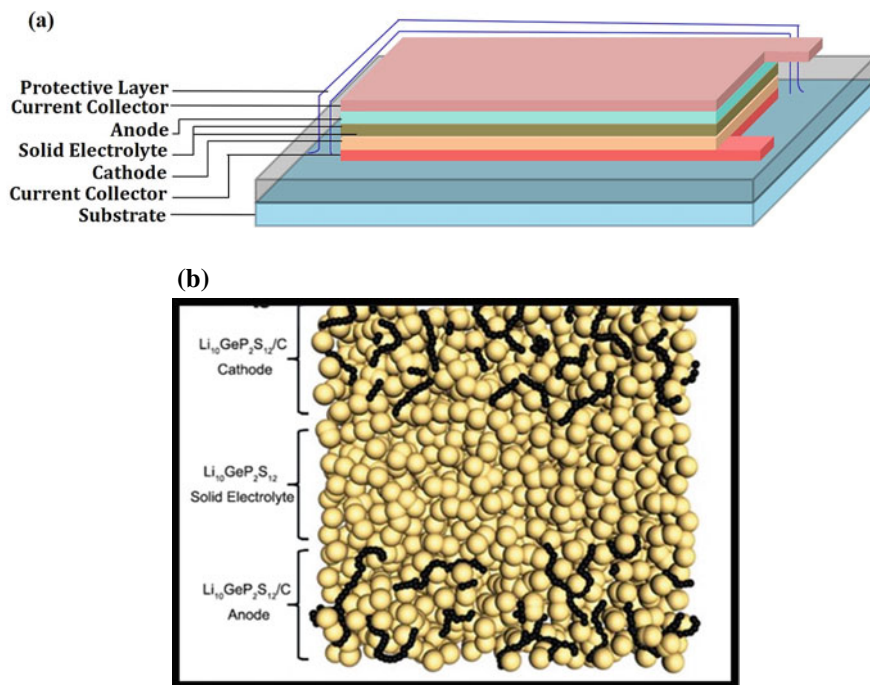 (a)
Protective Layer
Current Collector
Anode
Solid Electrolyte
Cathode
Current Collector
Substrate
(b)
Li₁₀GeP₂S₁₂/C
Cathode
Li₁₀GeP₂S₁₂
Solid Electrolyte
Li₁₀GeP₂S₁₂/C
Anode